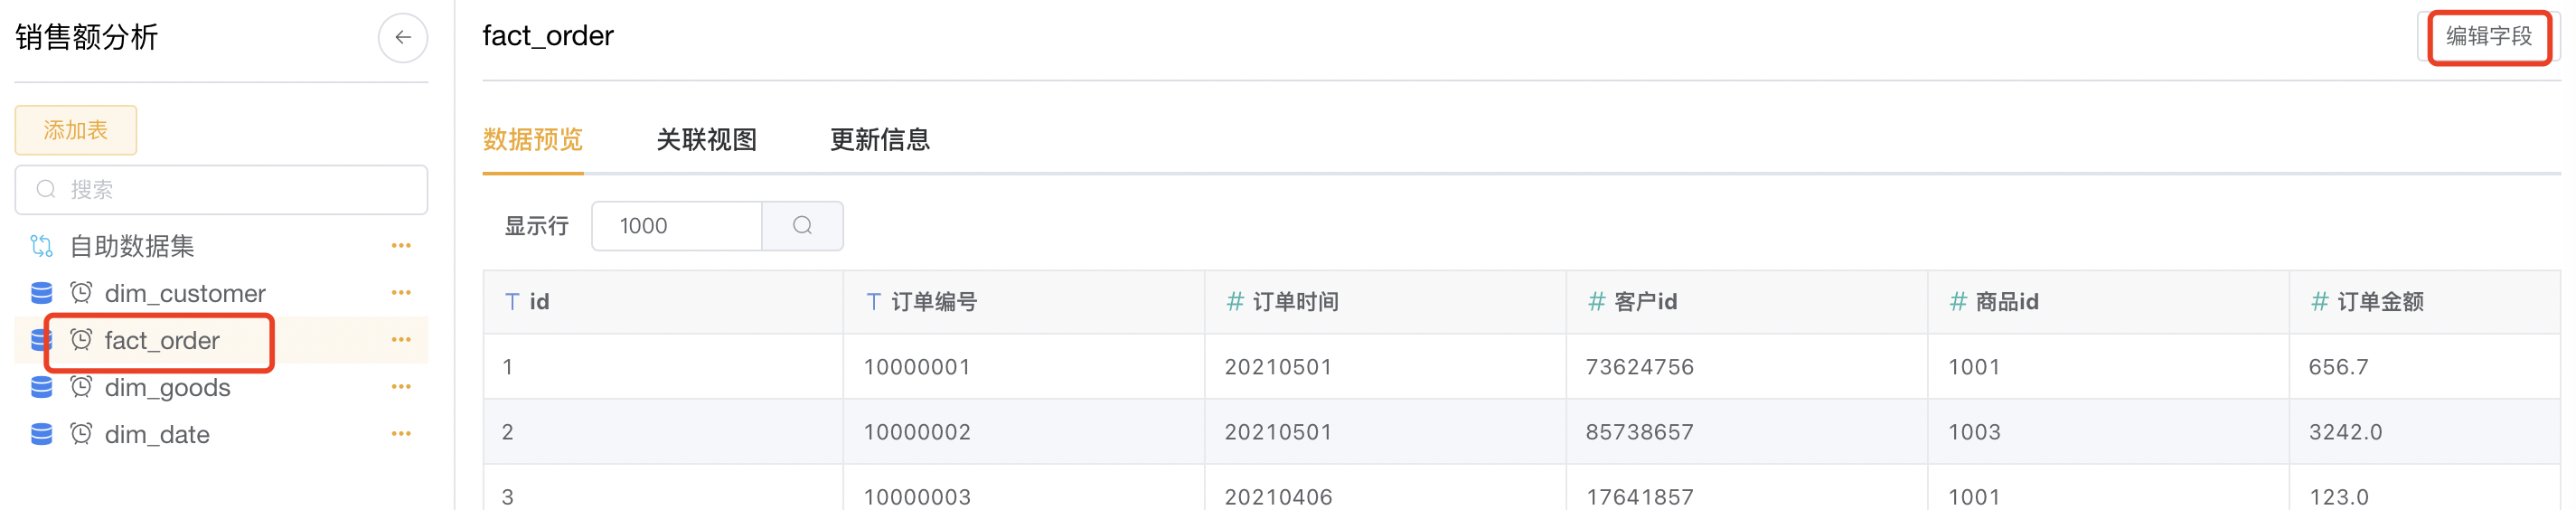 销售额分析
添加表
搜索
自助数据集
dim_customer
fact_order
dim_goods
dim_date
fact_order
编辑字段
数据预览 关联视图 更新信息
显示行 1000
id 订单编号 订单时间 客户id 商品id 订单金额
1 10000001 20210501 73624756 1001 656.7
2 10000002 20210501 85738657 1003 3242.0
3 10000003 20210406 17641857 1001 123.0